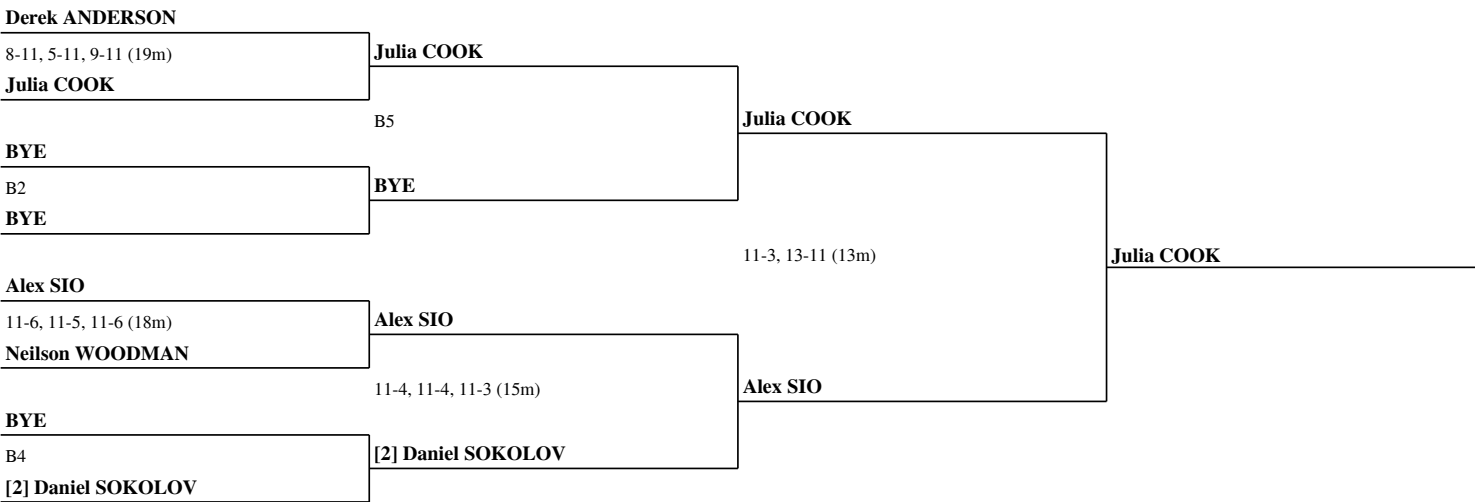 Derek ANDERSON
8-11, 5-11, 9-11 (19m)
Julia COOK
Julia COOK
B5
Julia COOK
BYE
B2
BYE
BYE
11-3, 13-11 (13m)
Julia COOK
Alex SIO
11-6, 11-5, 11-6 (18m)
Alex SIO
Neilson WOODMAN
11-4, 11-4, 11-3 (15m)
Alex SIO
BYE
B4
[2] Daniel SOKOLOV
[2] Daniel SOKOLOV